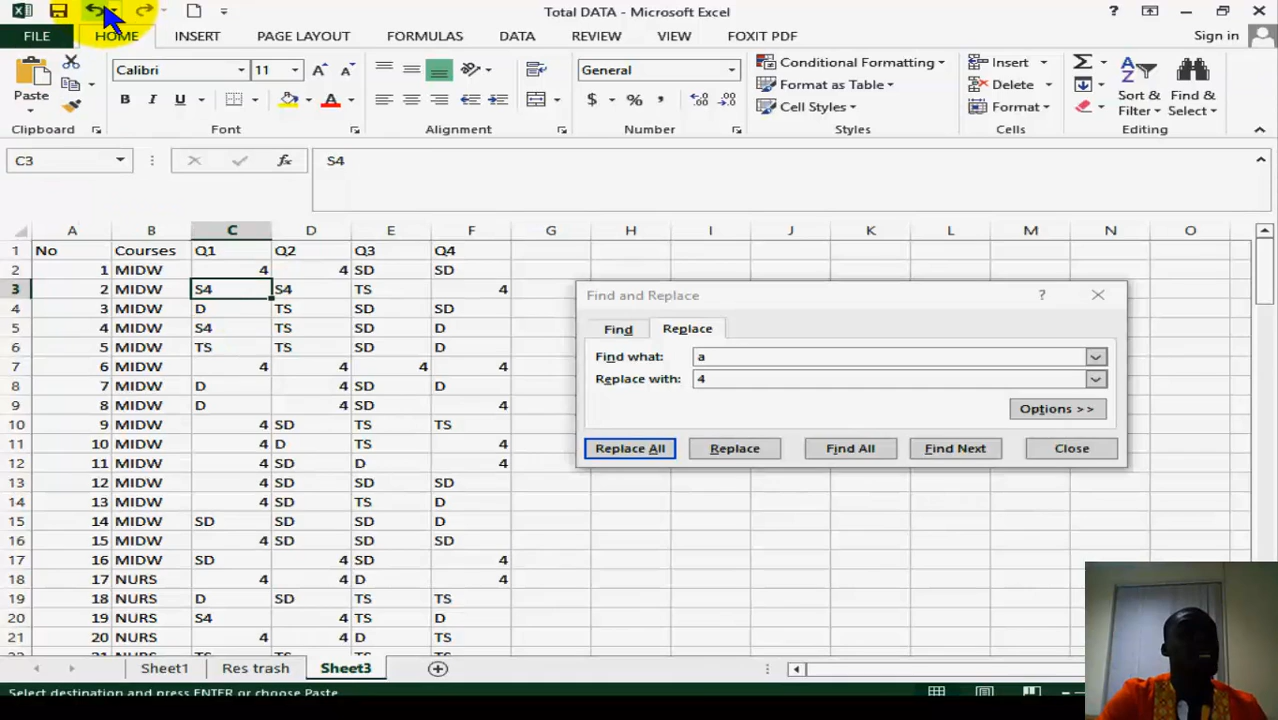 Total DATA - Microsoft Excel
FILE HOME INSERT PAGE LAYOUT FORMULAS DATA REVIEW VIEW FOXIT PDF Sign in
Paste Calibri 11 General Conditional Formatting Insert
Format as Table Delete Sort & Find &
Cell Styles Format Filter Select
Clipboard Font Alignment Number Styles Cells Editing
C3 S4
A B C D E F G H I J K L M N O
1 No Courses Q1 Q2 Q3 Q4
2 1 MIDW 4 4 SD SD
3 2 MIDW S4 S4 TS 4
4 3 MIDW D TS SD SD
5 4 MIDW S4 TS SD D
6 5 MIDW TS TS SD D
7 6 MIDW 4 4 4 4
8 7 MIDW D 4 SD D
9 8 MIDW D 4 SD 4
10 9 MIDW 4 SD TS TS
11 10 MIDW 4 D TS 4
12 11 MIDW 4 SD D 4
13 12 MIDW 4 SD SD SD
14 13 MIDW 4 SD TS D
15 14 MIDW SD SD SD D
16 15 MIDW 4 SD SD SD
17 16 MIDW SD 4 SD 4
18 17 NURS 4 4 D 4
19 18 NURS D SD TS TS
20 19 NURS S4 4 TS D
21 20 NURS 4 4 D TS
22 21 NURS TS 4 TS TS
Find and Replace
Find Replace
Find what: a
Replace with: 4
Options >>
Replace All Replace Find All Find Next Close
Sheet1 Res trash Sheet3
Select destination and press ENTER or choose Paste